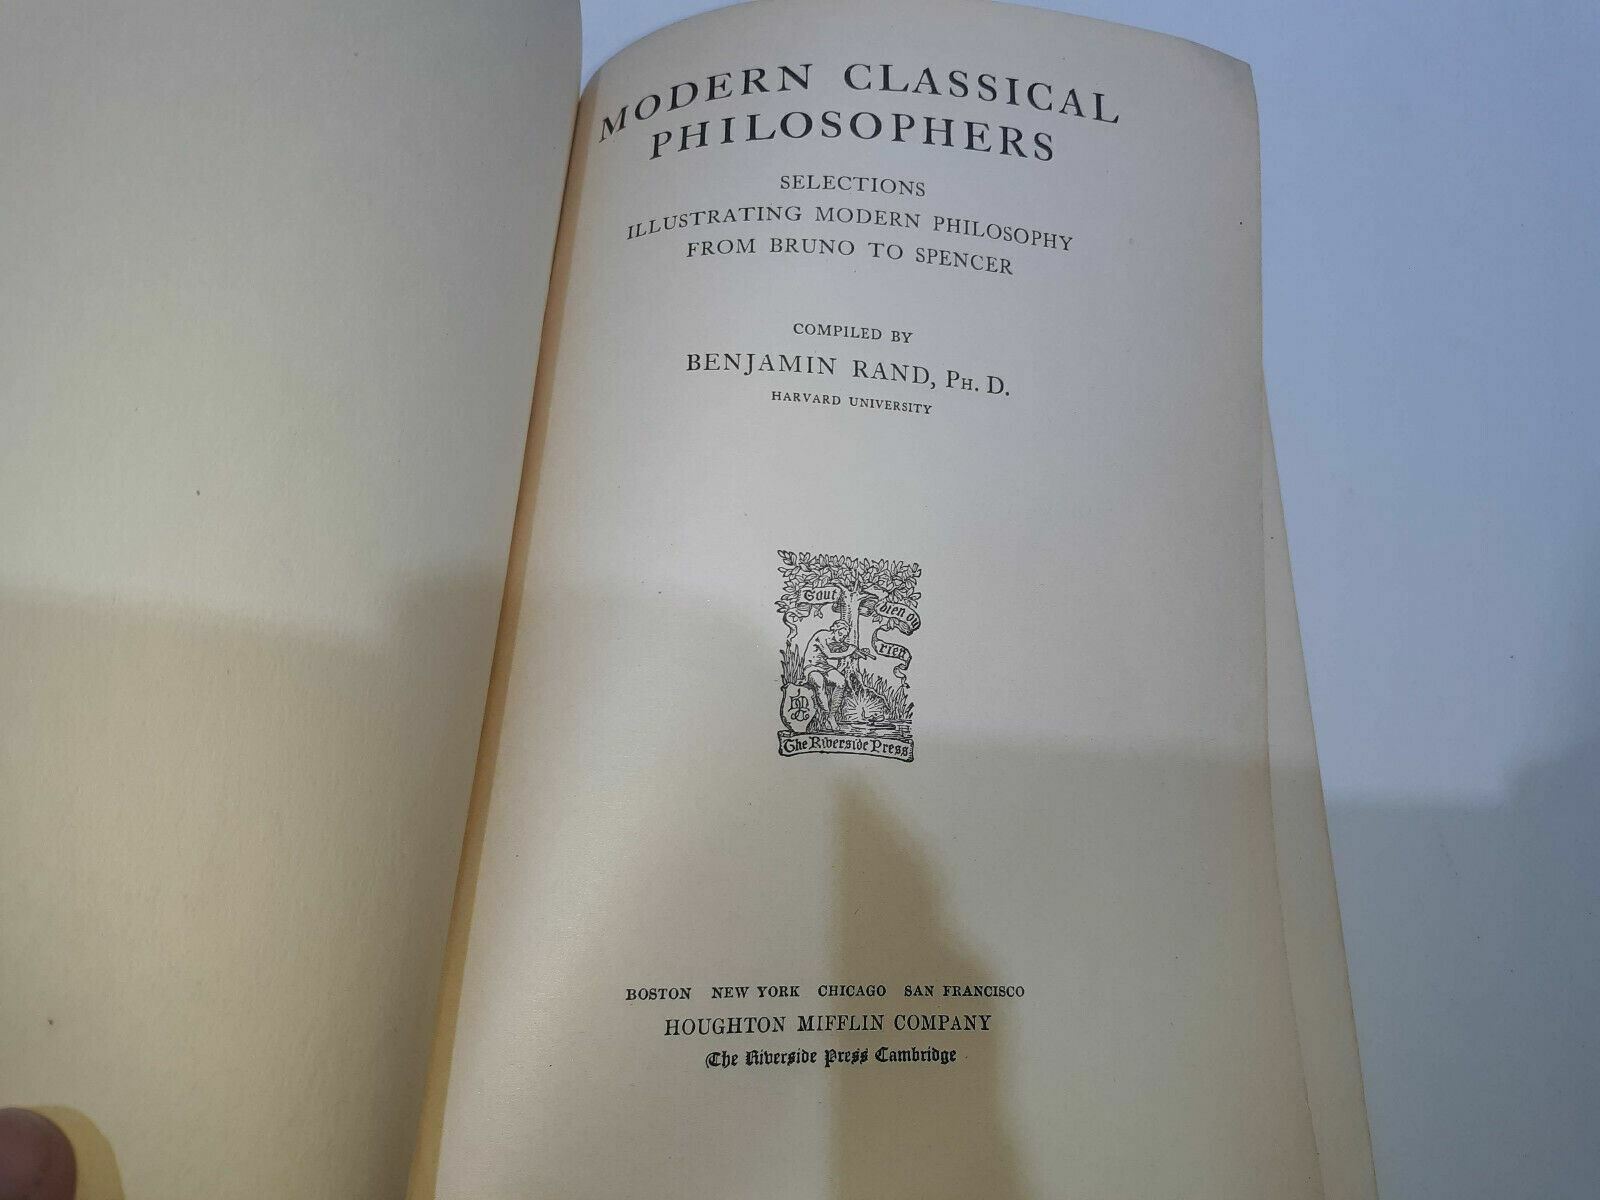 MODERN CLASSICAL
PHILOSOPHERS
SELECTIONS
ILLUSTRATING MODERN PHILOSOPHY
FROM BRUNO TO SPENCER
COMPILED BY
BENJAMIN RAND, PH. D.
HARVARD UNIVERSITY
Tout
bien ou
rien
The Riverside Press
BOSTON NEW YORK CHICAGO SAN FRANCISCO
HOUGHTON MIFFLIN COMPANY
The Riverside Press Cambridge